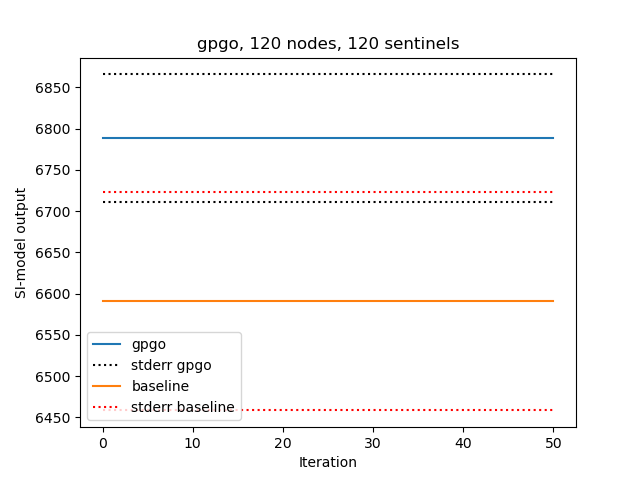 gpgo, 120 nodes, 120 sentinels
6850
6800
6750
6700
6650
6600
6550
6500
6450
SI-model output
gpgo
stderr gpgo
baseline
stderr baseline
0 10 20 30 40 50
Iteration